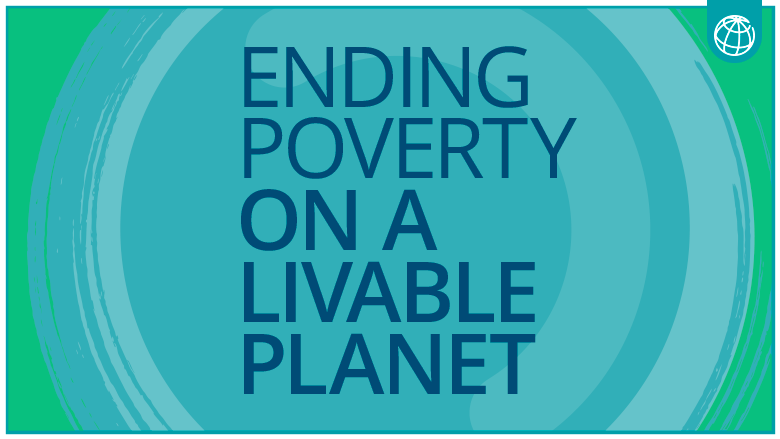 ENDING
POVERTY
ON A
LIVABLE
PLANET